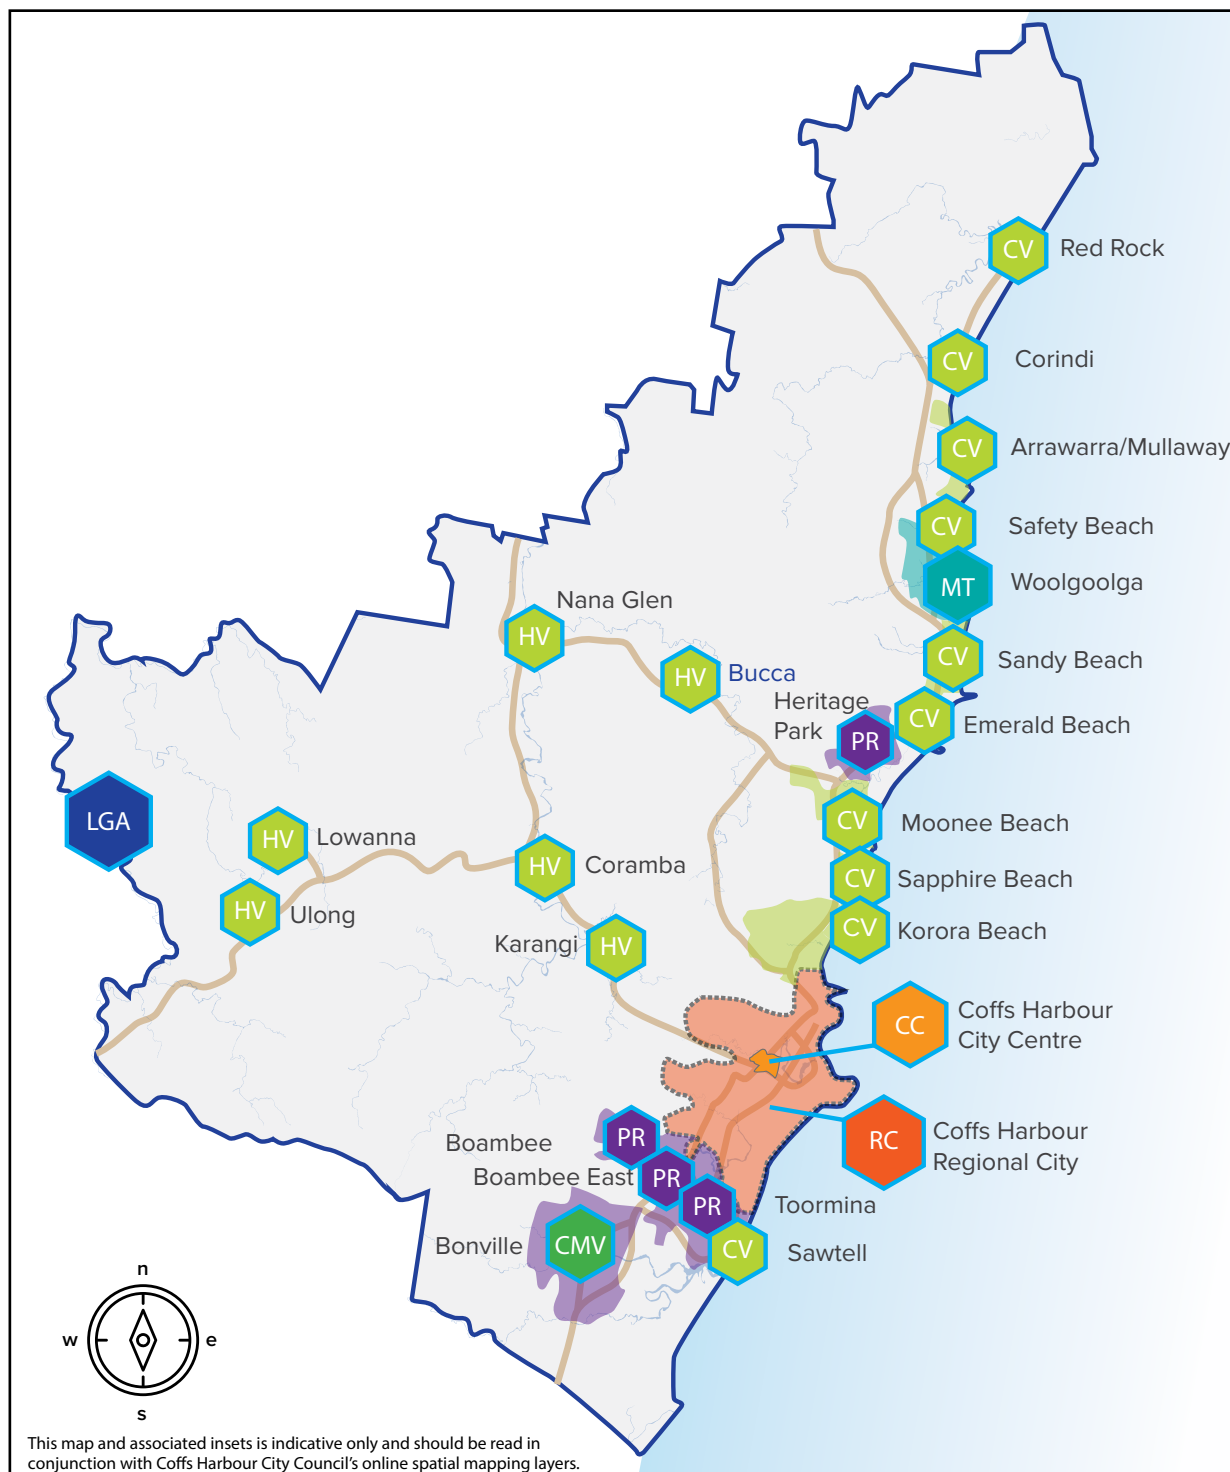 CV Red Rock
CV Corindi
CV Arrawarra/Mullaway
CV Safety Beach
MT Woolgoolga
Nana Glen
HV
CV Sandy Beach
HV Bucca
Heritage
Park
PR
CV Emerald Beach
LGA
CV Moonee Beach
HV Lowanna
HV Coramba
CV Sapphire Beach
HV Ulong
CV Korora Beach
Karangi HV
CC
Coffs Harbour
City Centre
RC
Coffs Harbour
Regional City
Boambee PR
Boambee East PR
PR Toormina
Bonville CMV
CV Sawtell
n
w e
s
This map and associated insets is indicative only and should be read in
conjunction with Coffs Harbour City Council's online spatial mapping layers.